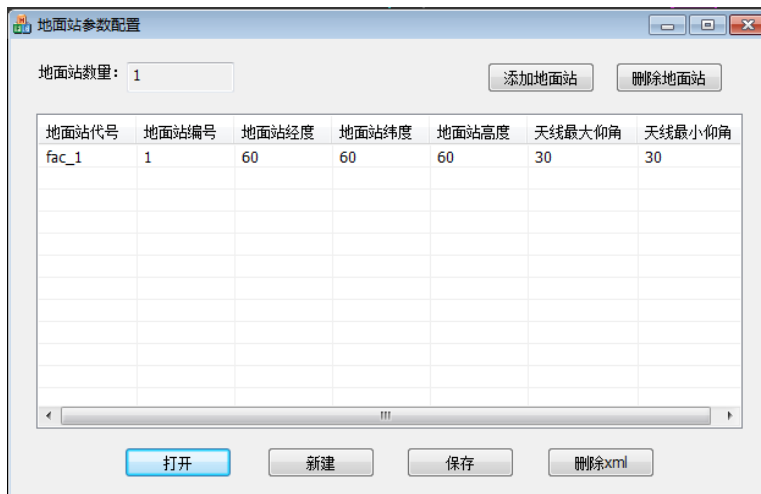 地面站参数配置
地面站数量： 1 添加地面站 删除地面站
地面站代号 地面站编号 地面站经度 地面站纬度 地面站高度 天线最大仰角 天线最小仰角
fac_1 1 60 60 60 30 30
打开 新建 保存 删除xml